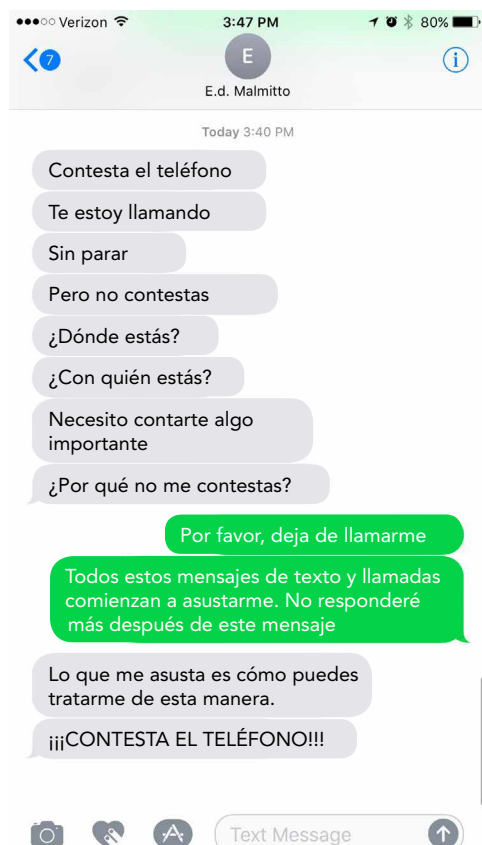 Verizon 3:47 PM 80%
7 E i
E.d. Malmitto
Today 3:40 PM
Contesta el teléfono
Te estoy llamando
Sin parar
Pero no contestas
¿Dónde estás?
¿Con quién estás?
Necesito contarte algo
importante
¿Por qué no me contestas?
Por favor, deja de llamarme
Todos estos mensajes de texto y llamadas
comienzan a asustarme. No responderé
más después de este mensaje
Lo que me asusta es cómo puedes
tratarme de esta manera.
¡¡¡CONTESTA EL TELÉFONO!!!
Text Message